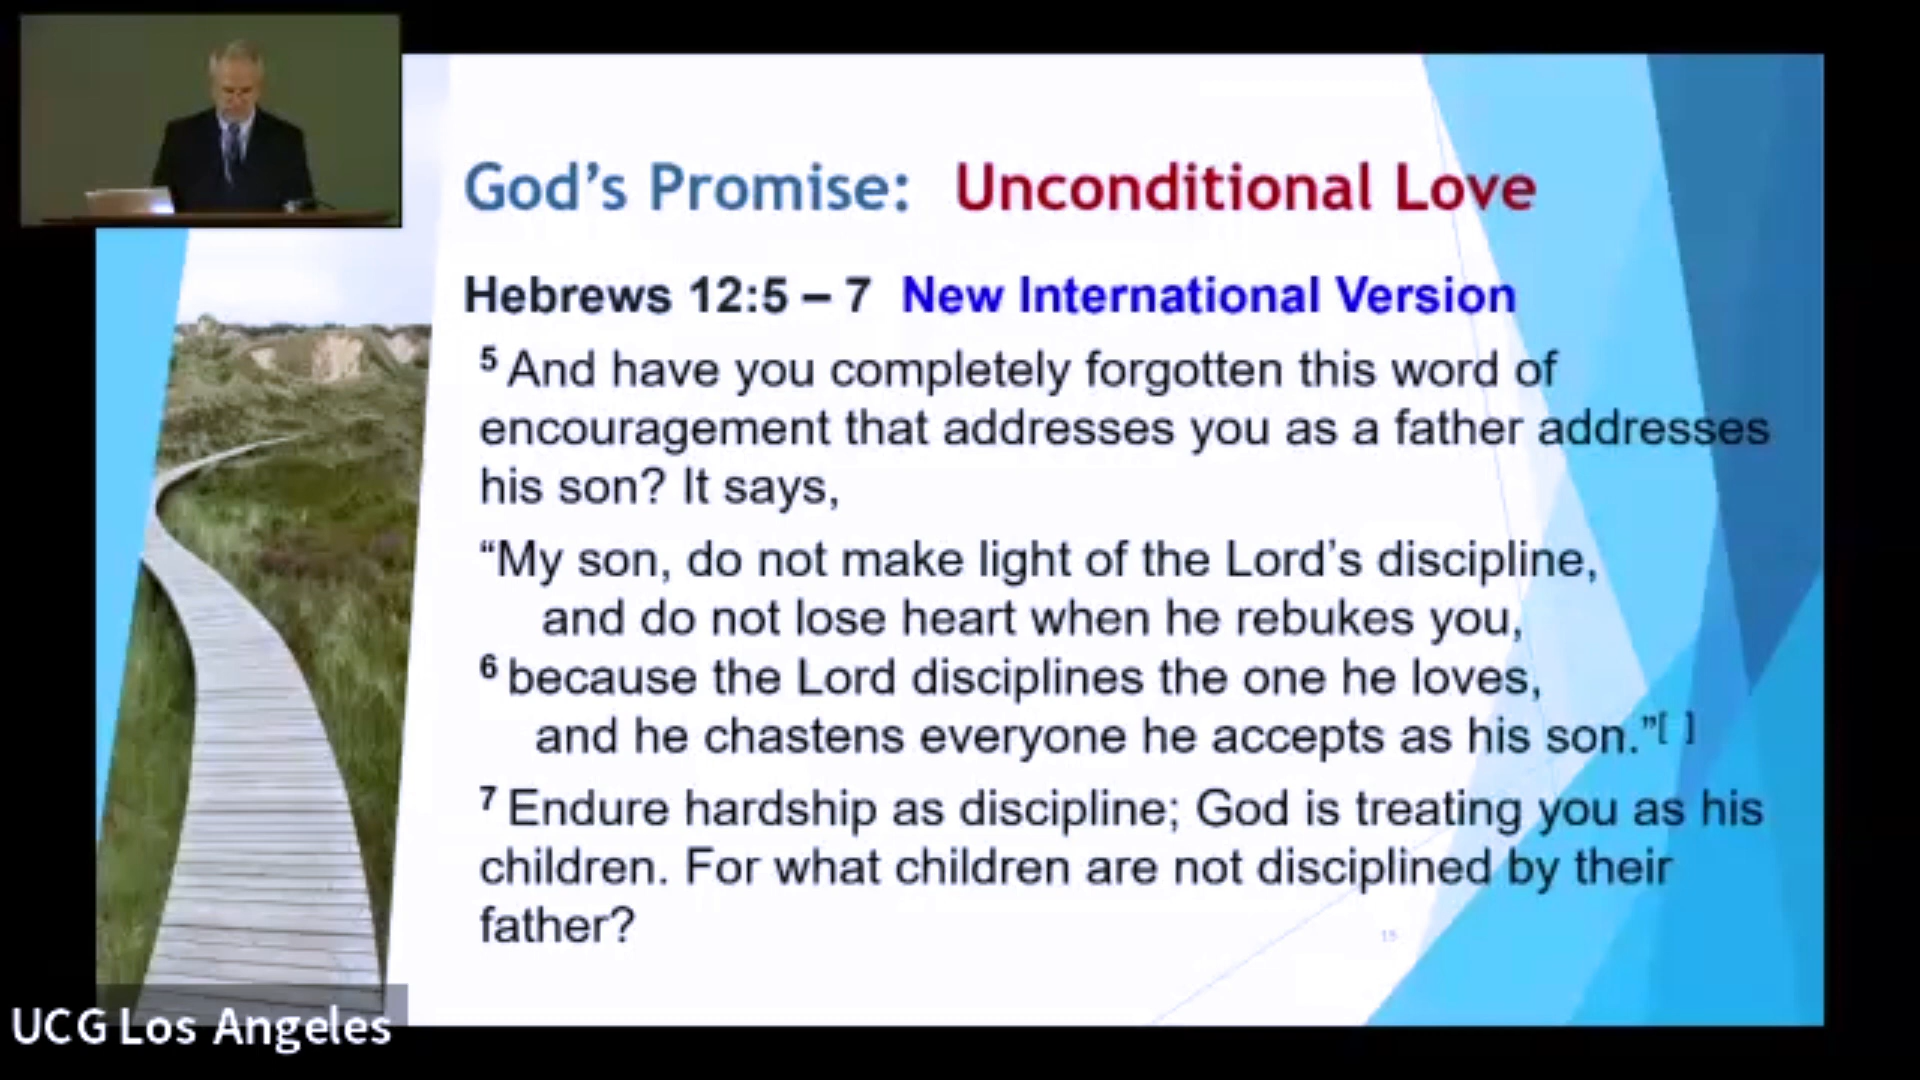 God’s Promise: Unconditional Love
Hebrews 12:5 – 7 New International Version
5 And have you completely forgotten this word of
encouragement that addresses you as a father addresses
his son? It says,
“My son, do not make light of the Lord’s discipline,
and do not lose heart when he rebukes you,
6 because the Lord disciplines the one he loves,
and he chastens everyone he accepts as his son.”[ ]
7 Endure hardship as discipline; God is treating you as his
children. For what children are not disciplined by their
father?
UCG Los Angeles